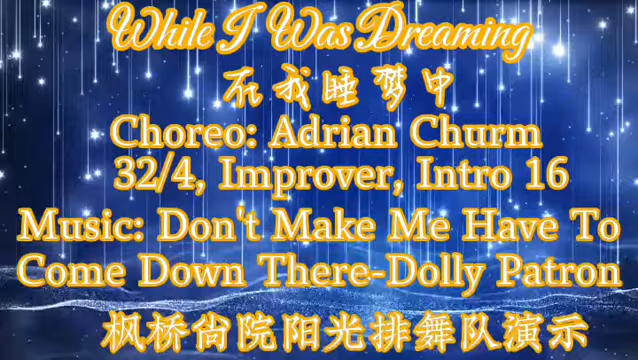 While I Was Dreaming
在我睡梦中
Choreo: Adrian Churm
32/4, Improver, Intro 16
Music: Don't Make Me Have To
Come Down There-Dolly Patron
枫桥尚院阳光排舞队演示